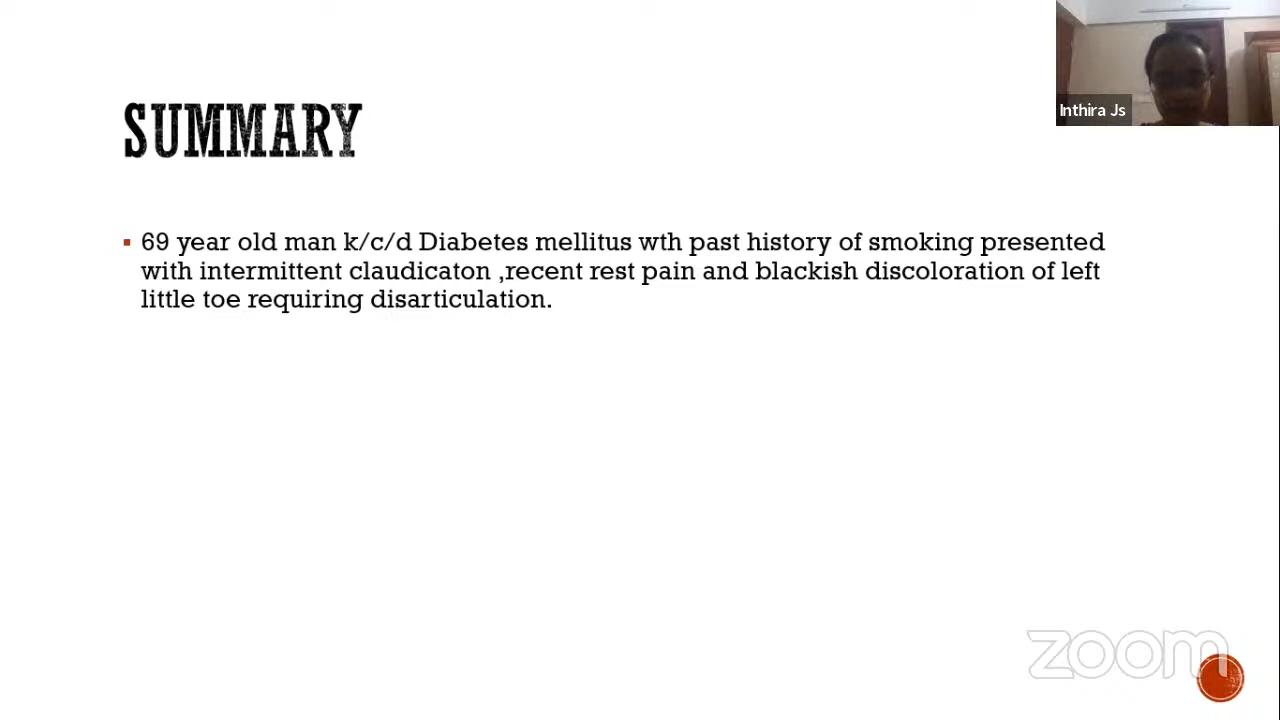 Inthira Js
SUMMARY
69 year old man k/c/d Diabetes mellitus wth past history of smoking presented
with intermittent claudicaton ,recent rest pain and blackish discoloration of left
little toe requiring disarticulation.
zoom